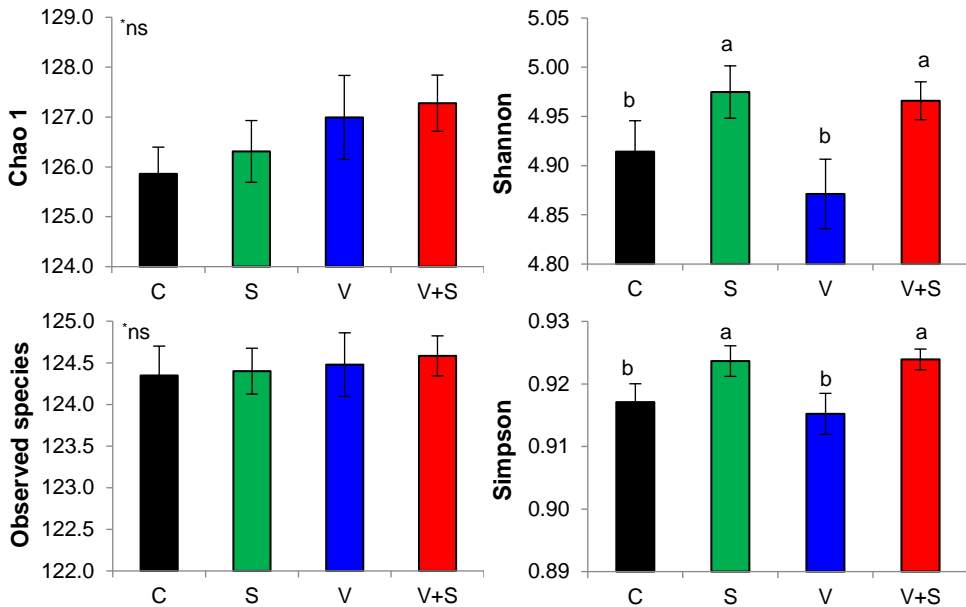 129.0
128.0
127.0
126.0
125.0
124.0
Chao 1
*ns
C S V V+S
5.05
5.00
4.95
4.90
4.85
4.80
Shannon
b a b a
C S V V+S
125.0
124.5
124.0
123.5
123.0
122.5
122.0
Observed species
*ns
C S V V+S
0.93
0.92
0.91
0.90
0.89
Simpson
b a b a
C S V V+S